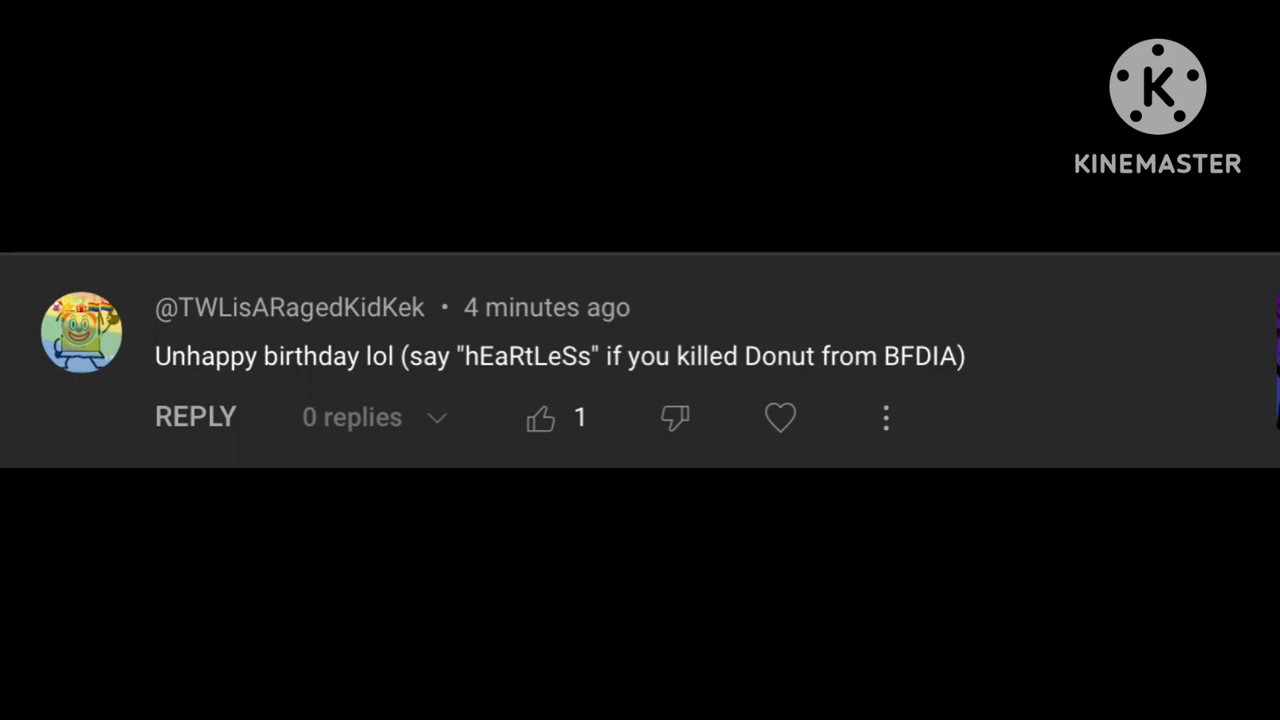 K
KINEMASTER
@TWLisARagedKidKek • 4 minutes ago
Unhappy birthday lol (say "hEaRtLeSs" if you killed Donut from BFDIA)
REPLY 0 replies 1